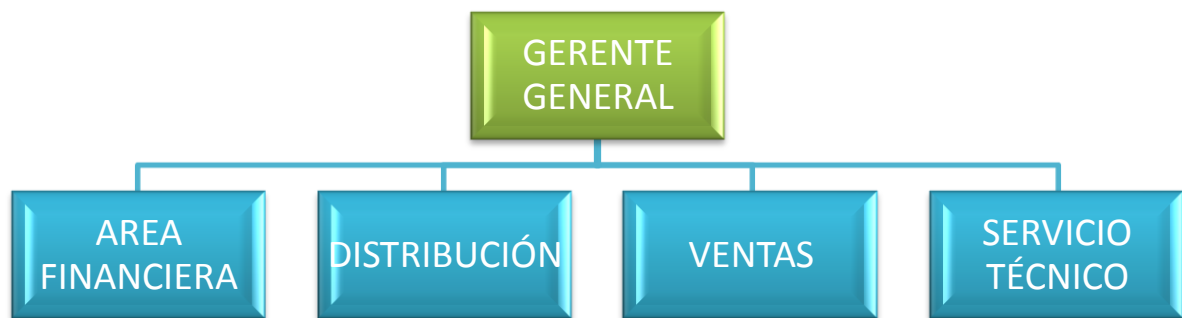 GERENTE
GENERAL
AREA
FINANCIERA
DISTRIBUCIÓN
VENTAS
SERVICIO
TÉCNICO